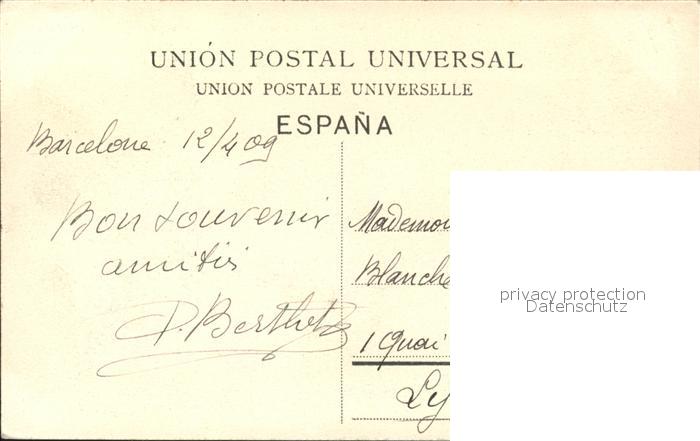 UNIÓN POSTAL UNIVERSAL
UNION POSTALE UNIVERSELLE
ESPAÑA
Barcelone 12/4 09
Bon souvenir
amitiés
P. Berthet
Mademoi
Blanche
1 Quai
Ly
privacy protection
Datenschutz